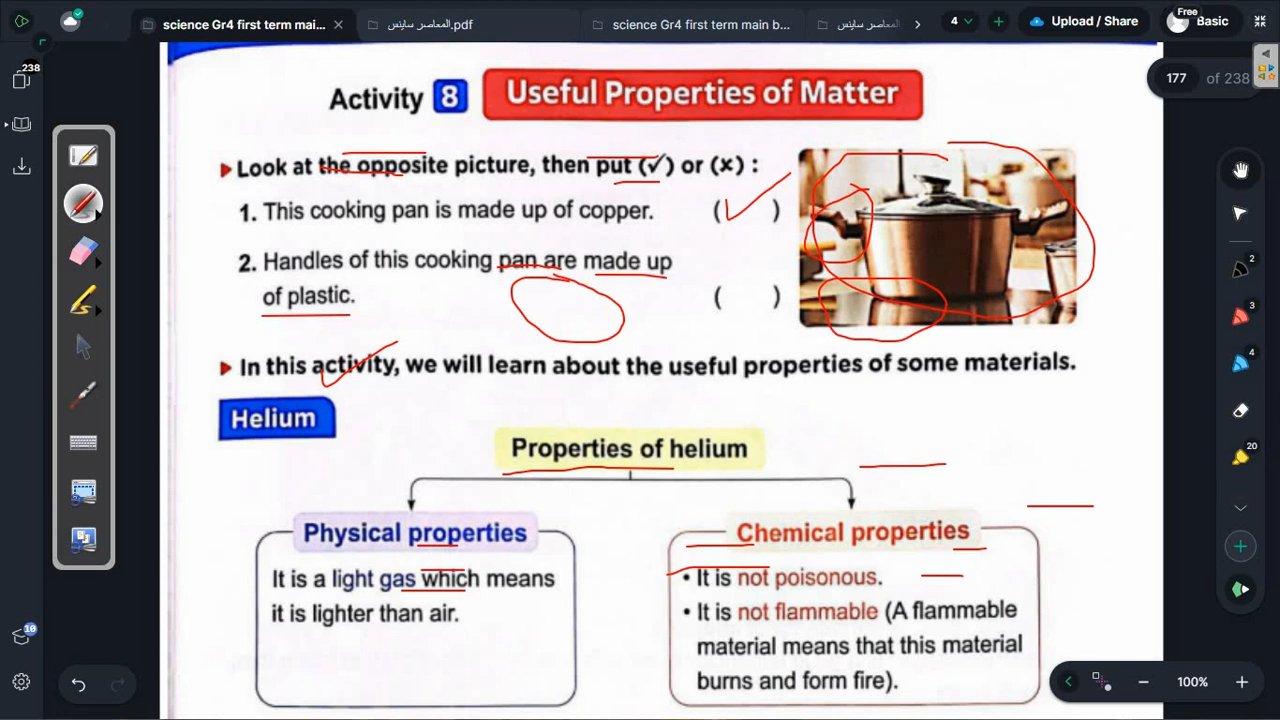 science Gr4 first term mai...
المعاصر ساينس.pdf
science Gr4 first term main b...
المعاصر ساينس
4
Upload / Share
Free
Basic
238
177 of 238
Activity 8 Useful Properties of Matter
Look at the opposite picture, then put (✓) or (x) :
1. This cooking pan is made up of copper. ( )
2. Handles of this cooking pan are made up
of plastic. ( )
In this activity, we will learn about the useful properties of some materials.
Helium
Properties of helium
Physical properties
It is a light gas which means
it is lighter than air.
Chemical properties
• It is not poisonous.
• It is not flammable (A flammable
material means that this material
burns and form fire).
2
3
4
20
10
100%